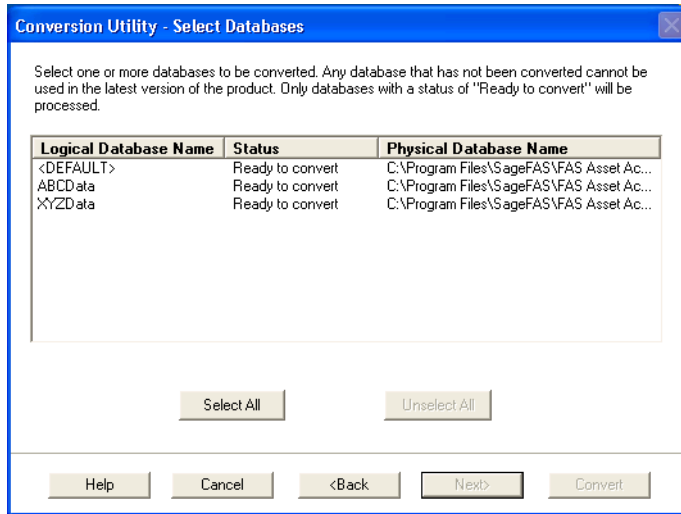 Conversion Utility - Select Databases
Select one or more databases to be converted. Any database that has not been converted cannot be
used in the latest version of the product. Only databases with a status of "Ready to convert" will be
processed.
Logical Database Name Status Physical Database Name
<DEFAULT> Ready to convert C:\Program Files\SageFAS\FAS Asset Ac...
ABCData Ready to convert C:\Program Files\SageFAS\FAS Asset Ac...
XYZData Ready to convert C:\Program Files\SageFAS\FAS Asset Ac...
Select All Unselect All
Help Cancel <Back Next> Convert